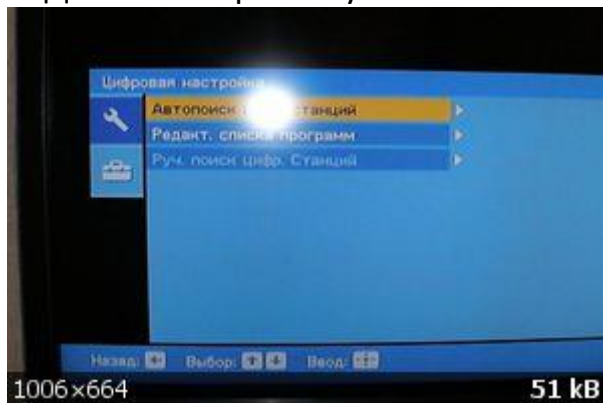 Цифровая настройка
Автопоиск станций
Редакт. списка программ
Руч. поиск цифр. Станций
Назад: Выбор: Ввод:
1006×664 51 kB